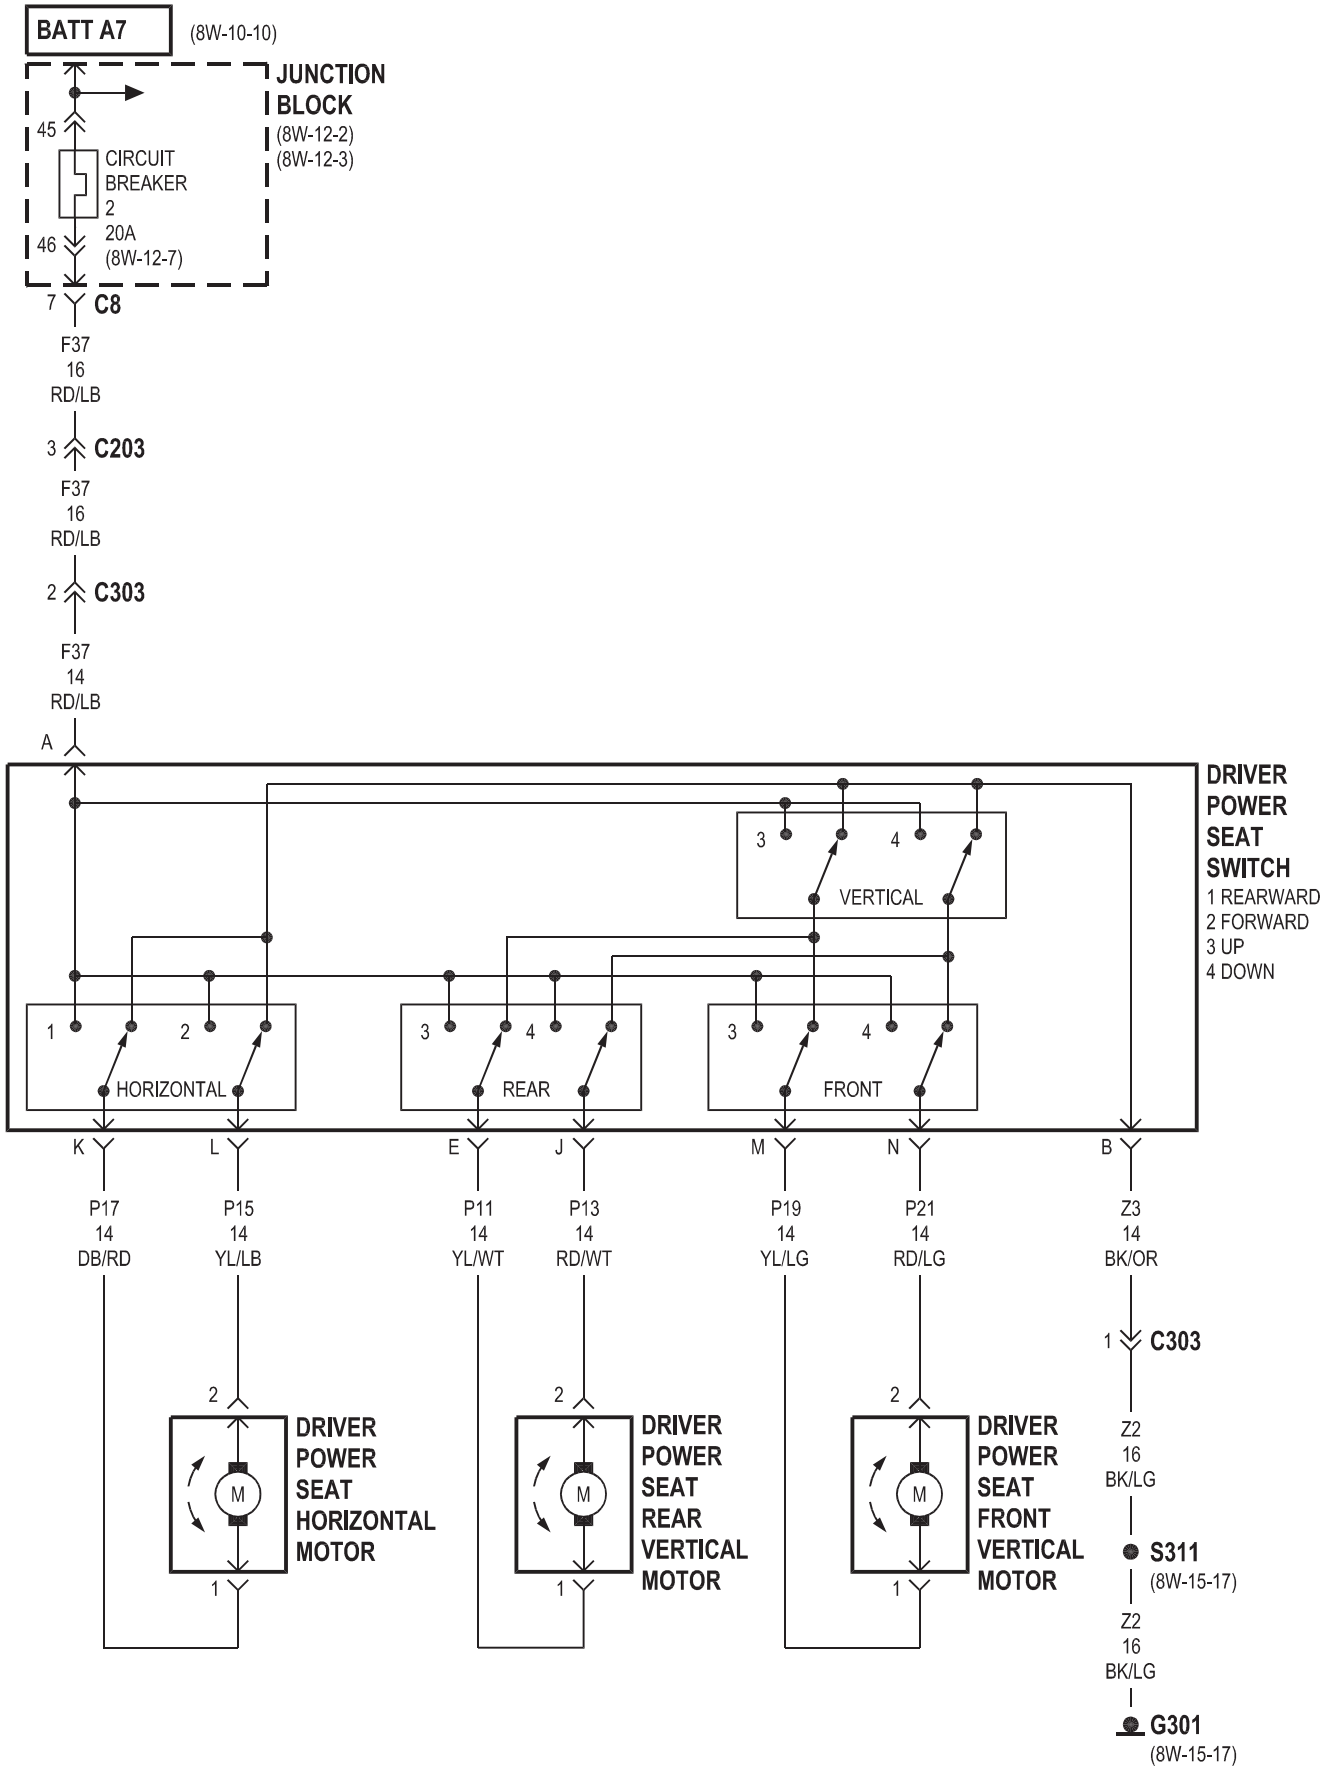 BATT A7
(8W-10-10)
JUNCTION
BLOCK
(8W-12-2)
(8W-12-3)
45
CIRCUIT
BREAKER
2
20A
(8W-12-7)
46
7
C8
F37
16
RD/LB
3
C203
F37
16
RD/LB
2
C303
F37
14
RD/LB
A
DRIVER
POWER
SEAT
SWITCH
1 REARWARD
2 FORWARD
3 UP
4 DOWN
3
4
VERTICAL
1
2
HORIZONTAL
3
4
REAR
3
4
FRONT
K
L
E
J
M
N
B
P17
14
DB/RD
P15
14
YL/LB
P11
14
YL/WT
P13
14
RD/WT
P19
14
YL/LG
P21
14
RD/LG
Z3
14
BK/OR
1
C303
2
M
1
DRIVER
POWER
SEAT
HORIZONTAL
MOTOR
2
M
1
DRIVER
POWER
SEAT
REAR
VERTICAL
MOTOR
2
M
1
DRIVER
POWER
SEAT
FRONT
VERTICAL
MOTOR
Z2
16
BK/LG
S311
(8W-15-17)
Z2
16
BK/LG
G301
(8W-15-17)